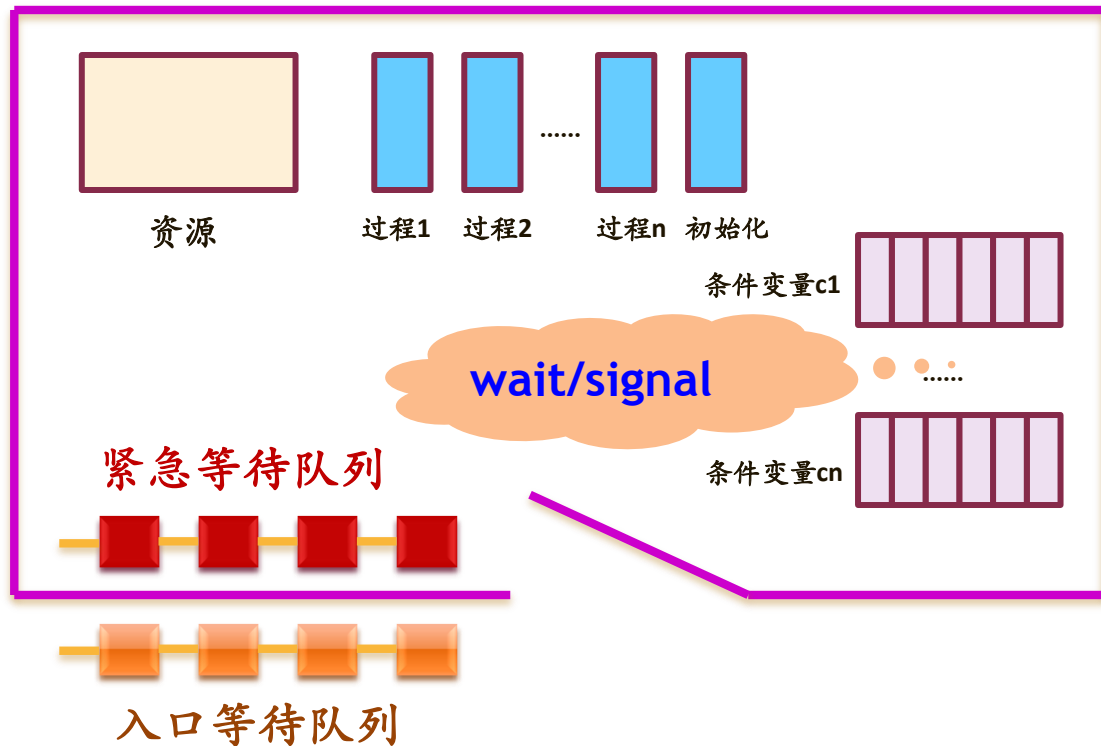 ......
资源
过程1
过程2
过程n
初始化
条件变量c1
wait/signal
......
条件变量cn
紧急等待队列
入口等待队列